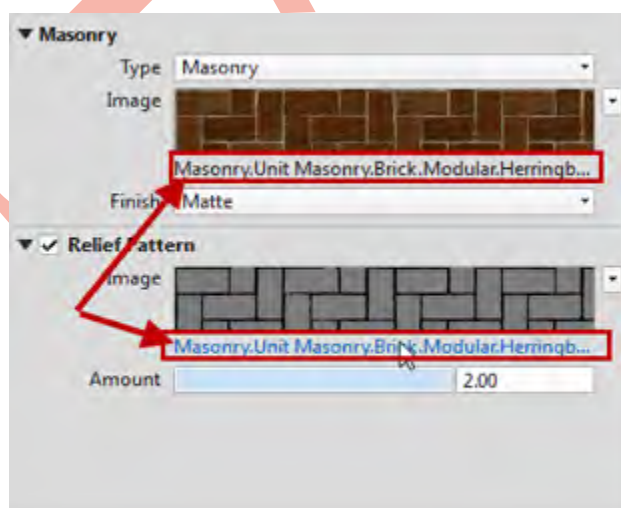 Masonry
Type Masonry
Image
Masonry.Unit Masonry.Brick.Modular.Herringb...
Finish Matte
Relief Pattern
Image
Masonry.Unit Masonry.Brick.Modular.Herringb...
Amount 2.00